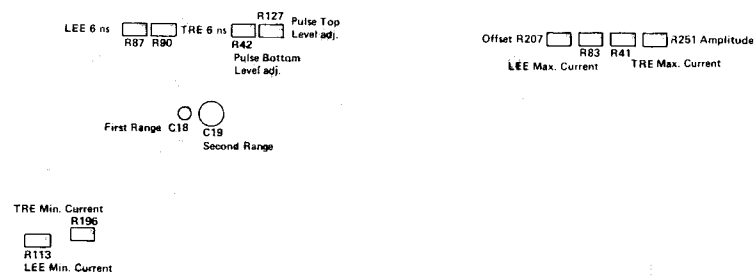 LEE 6 ns
R87 R90
TRE 6 ns
R42
R127
Pulse Top
Level adj.
Pulse Bottom
Level adj.
Offset R207
R83 R41
R251 Amplitude
LEE Max. Current
TRE Max. Current
First Range C18
C19
Second Range
TRE Min. Current
R196
R113
LEE Min. Current